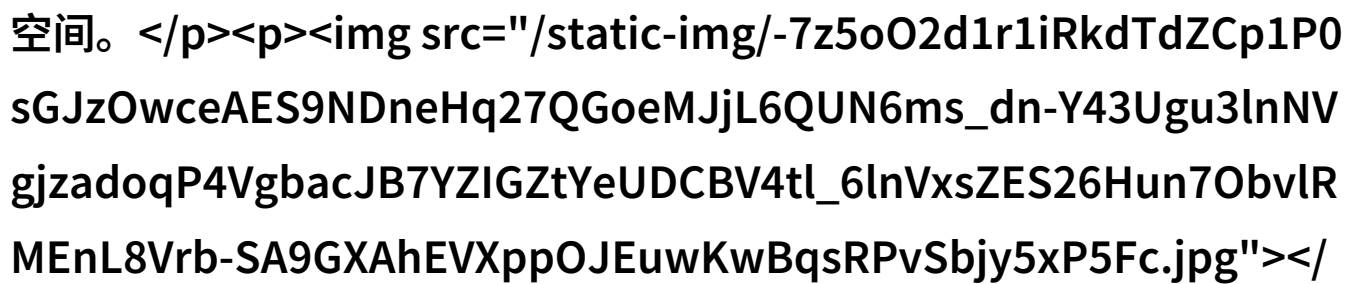 空间。</p><p><img src="/static-img/-7z5oO2d1r1iRkdTdZCp1P0
sGJzOwceAES9NDneHq27QGoeMJjL6QUN6ms_dn-Y43Ugu3lnNV
gjzadoqP4VgbacJB7YZIGZtYeUDCBV4tl_6lnVxsZES26Hun7ObvlR
MEnL8Vrb-SA9GXAhEVXppOJEuwKwBqsRPvSbjy5xP5Fc.jpg"></